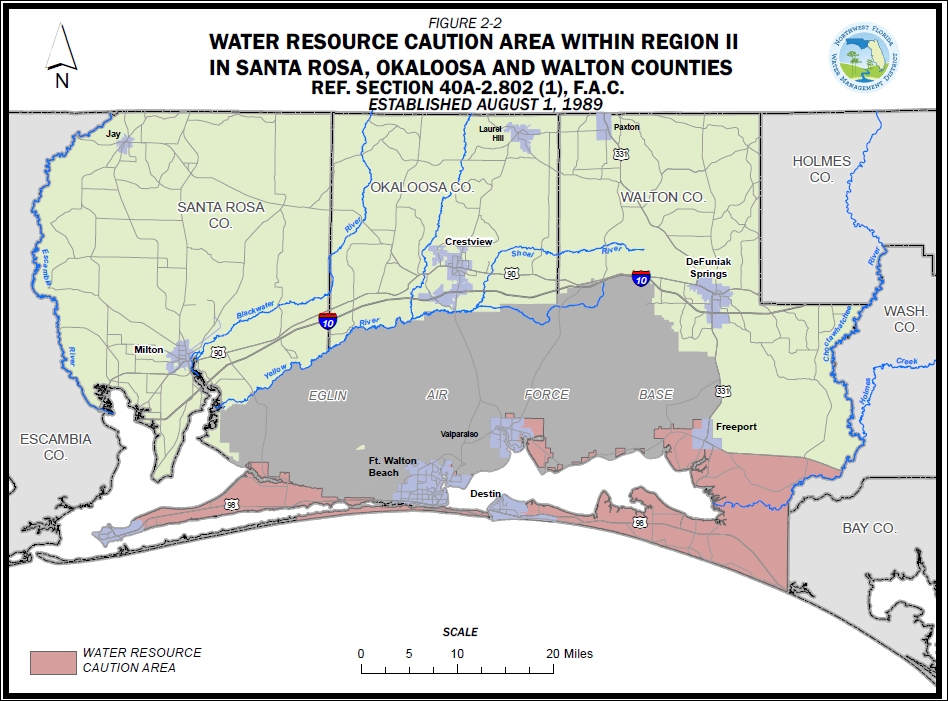 FIGURE 2-2
WATER RESOURCE CAUTION AREA WITHIN REGION II
IN SANTA ROSA, OKALOOSA AND WALTON COUNTIES
REF. SECTION 40A-2.802 (1), F.A.C.
ESTABLISHED AUGUST 1, 1989
N
NORTHWEST FLORIDA
WATER MANAGEMENT DISTRICT
Jay
Laurel
Hill
Paxton
331
HOLMES
CO.
SANTA ROSA
CO.
OKALOOSA CO.
WALTON CO.
River
Crestview
Shoal
River
90
10
DeFuniak
Springs
Escambia
River
River
Blackwater
10
River
Choctawhatchee
WASH.
CO.
Milton
90
Yellow
Holmes
Creek
EGLIN
AIR
FORCE
BASE
331
ESCAMBIA
CO.
Valparaiso
Freeport
Ft. Walton
Beach
Destin
98
98
BAY CO.
SCALE
0 5 10 20 Miles
WATER RESOURCE
CAUTION AREA